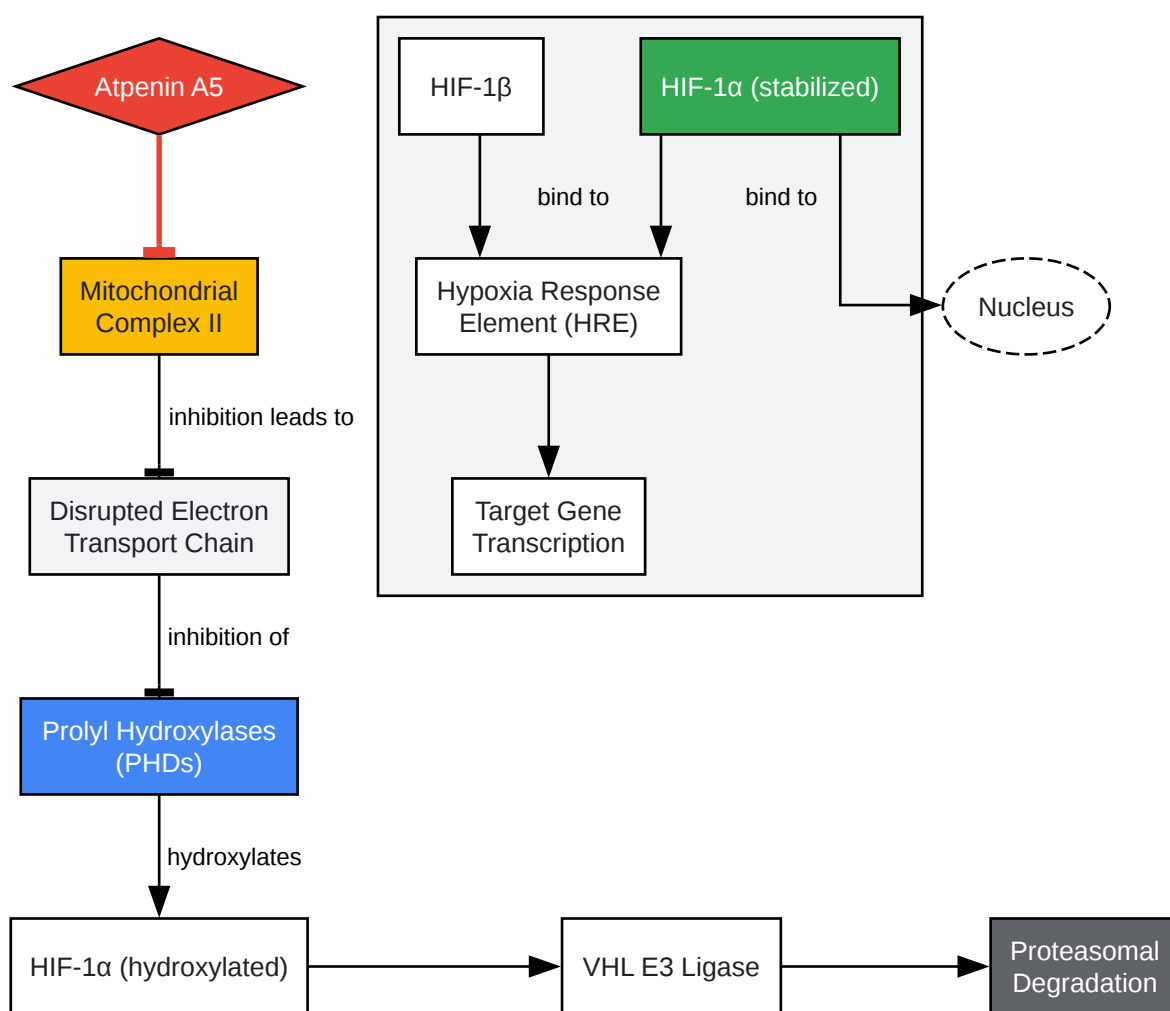 Atpenin A5
HIF-1β
HIF-1α (stabilized)
bind to
bind to
Mitochondrial
Complex II
Hypoxia Response
Element (HRE)
Nucleus
inhibition leads to
Disrupted Electron
Transport Chain
Target Gene
Transcription
inhibition of
Prolyl Hydroxylases
(PHDs)
hydroxylates
HIF-1α (hydroxylated)
VHL E3 Ligase
Proteasomal
Degradation